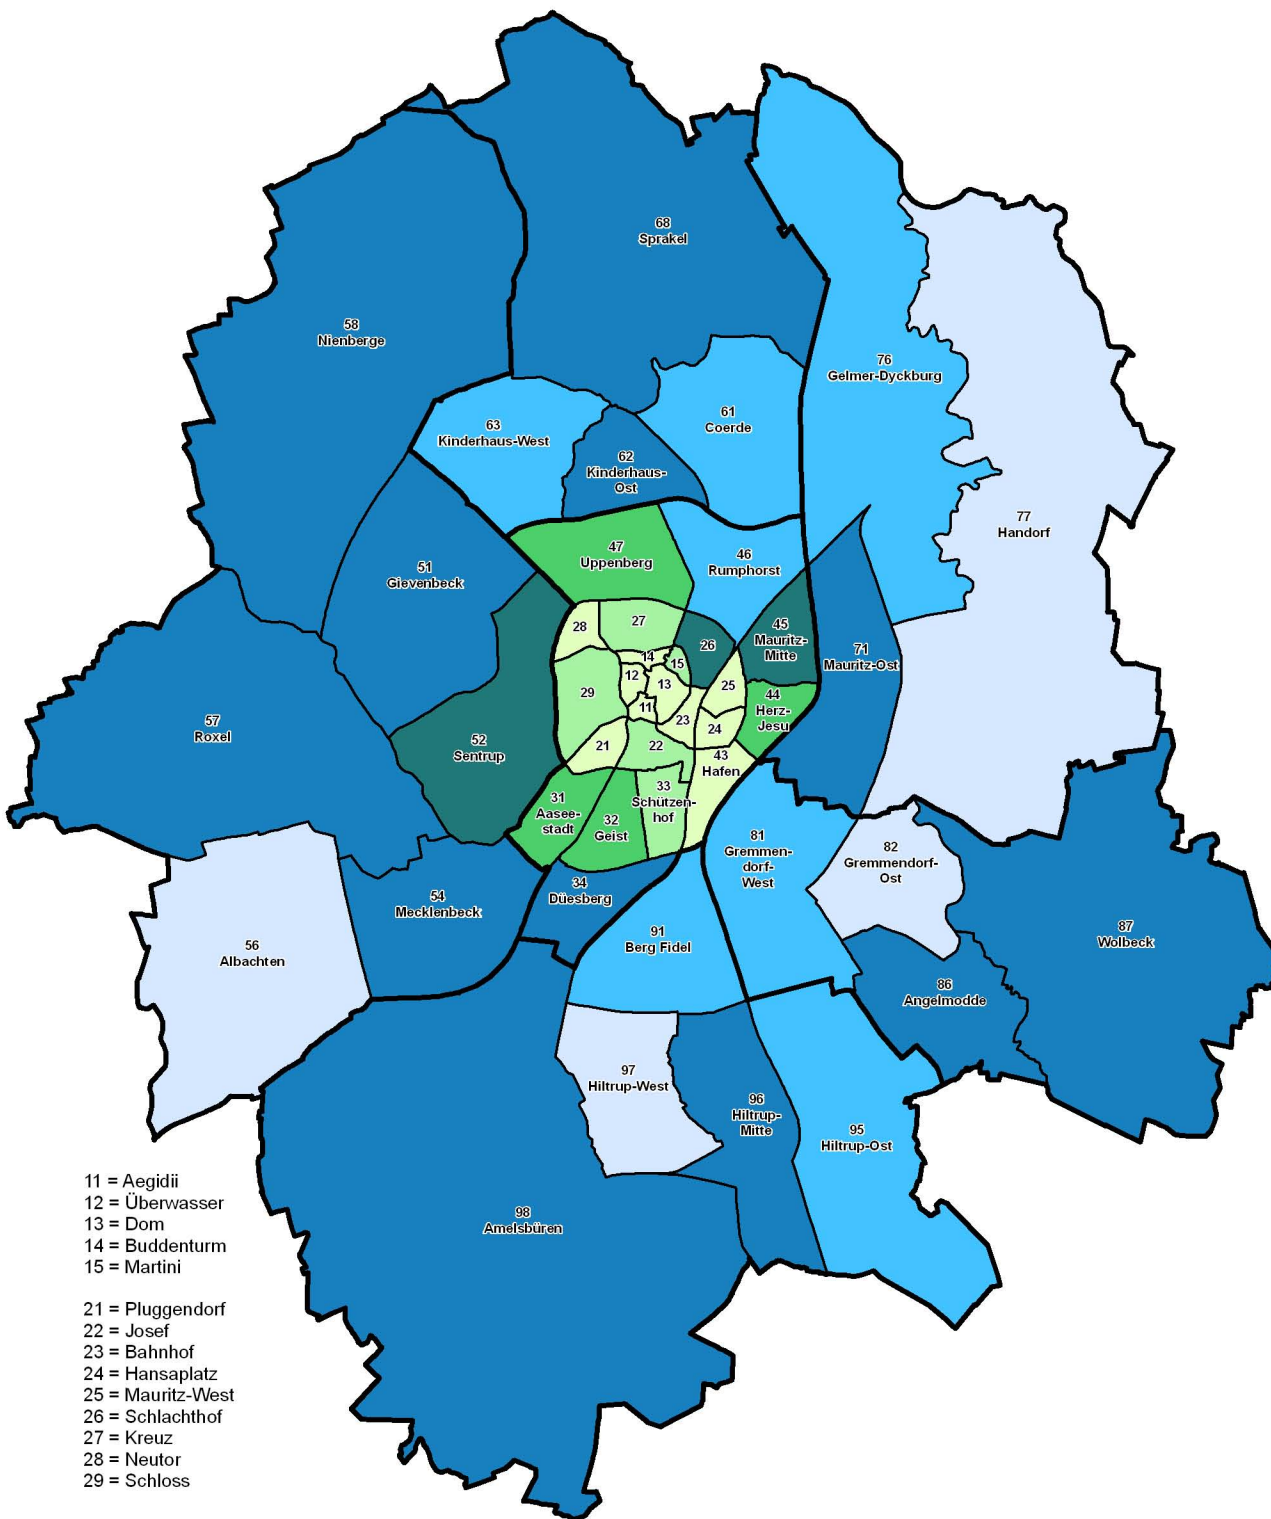 68
Sprakel
58
Nienberge
76
Gelmer-Dyckburg
61
Coerde
63
Kinderhaus-West
62
Kinderhaus-
Ost
77
Handorf
47
Uppenberg
46
Rumphorst
51
Gievenbeck
45
Mauritz-
Mitte
71
Mauritz-Ost
28
27
26
14
15
12
13
25
29
11
44
Herz-
Jesu
23
24
57
Roxel
52
Sentrup
21
22
43
Hafen
31
Aasee-
stadt
32
Geist
33
Schützen-
hof
81
Gremmen-
dorf-
West
82
Gremmendorf-
Ost
34
Düesberg
54
Mecklenbeck
56
Albachten
91
Berg Fidel
87
Wolbeck
86
Angelmodde
97
Hiltrup-West
96
Hiltrup-
Mitte
95
Hiltrup-Ost
98
Amelsbüren
11 = Aegidii
12 = Überwasser
13 = Dom
14 = Buddenturm
15 = Martini
21 = Pluggendorf
22 = Josef
23 = Bahnhof
24 = Hansaplatz
25 = Mauritz-West
26 = Schlachthof
27 = Kreuz
28 = Neutor
29 = Schloss